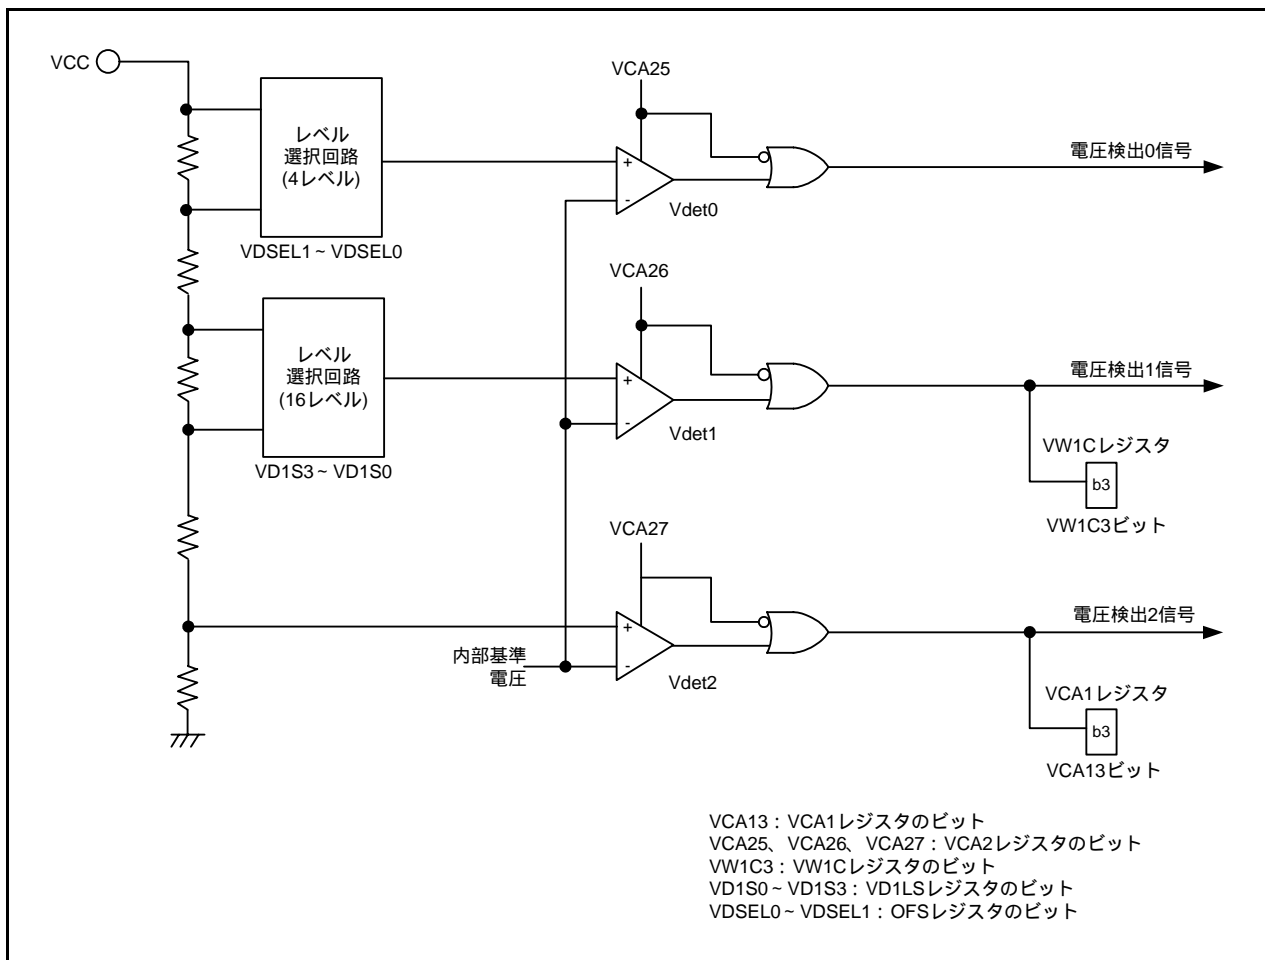 VCC
レベル
選択回路
(4レベル)
VDSEL1 ~ VDSEL0
VCA25
+
-
Vdet0
電圧検出0信号
レベル
選択回路
(16レベル)
VD1S3 ~ VD1S0
VCA26
+
-
Vdet1
電圧検出1信号
VW1Cレジスタ
b3
VW1C3ビット
VCA27
+
-
Vdet2
内部基準
電圧
電圧検出2信号
VCA1レジスタ
b3
VCA13ビット
VCA13：VCA1レジスタのビット
VCA25、VCA26、VCA27：VCA2レジスタのビット
VW1C3：VW1Cレジスタのビット
VD1S0 ~ VD1S3：VD1LSレジスタのビット
VDSEL0 ~ VDSEL1：OFSレジスタのビット